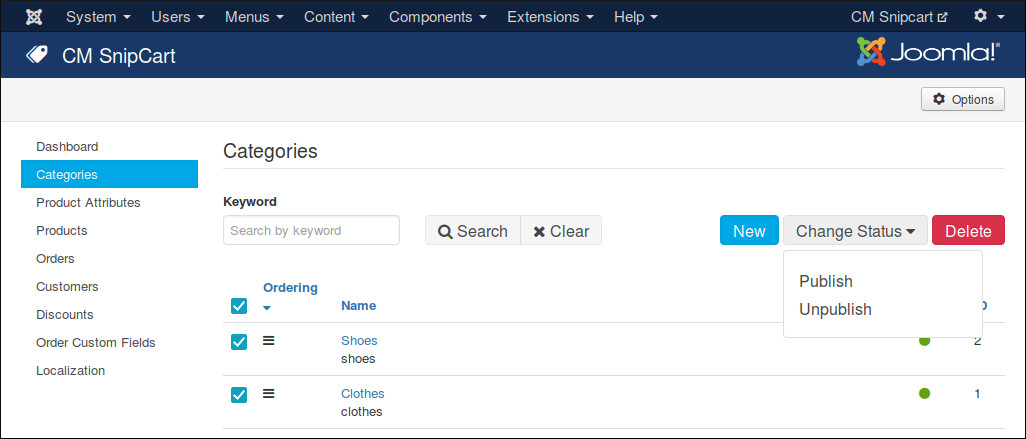 System Users Menus Content Components Extensions Help CM Snipcart
CM SnipCart Joomla!®
Options
Dashboard
Categories
Product Attributes
Products
Orders
Customers
Discounts
Order Custom Fields
Localization
Categories
Keyword
Search by keyword Search Clear New Change Status Delete
Publish
Unpublish
Ordering
Name
Shoes 2
shoes
Clothes 1
clothes